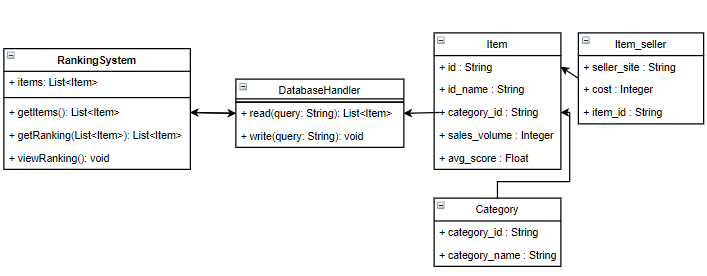 RankingSystem
+ items: List<Item>
+ getItems(): List<Item>
+ getRanking(List<Item>): List<Item>
+ viewRanking(): void
DatabaseHandler
+ read(query: String): List<Item>
+ write(query: String): void
Item
+ id : String
+ id_name : String
+ category_id : String
+ sales_volume : Integer
+ avg_score : Float
Item_seller
+ seller_site : String
+ cost : Integer
+ item_id : String
Category
+ category_id : String
+ category_name : String